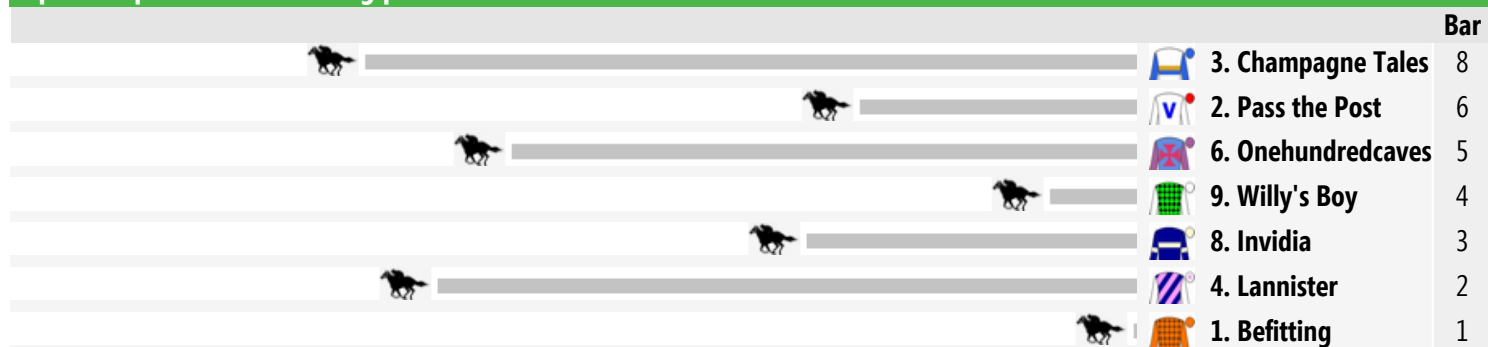 Bar
3. Champagne Tales 8
V 2. Pass the Post 6
6. Onehundredcaves 5
9. Willy's Boy 4
8. Invidia 3
4. Lannister 2
1. Befitting 1